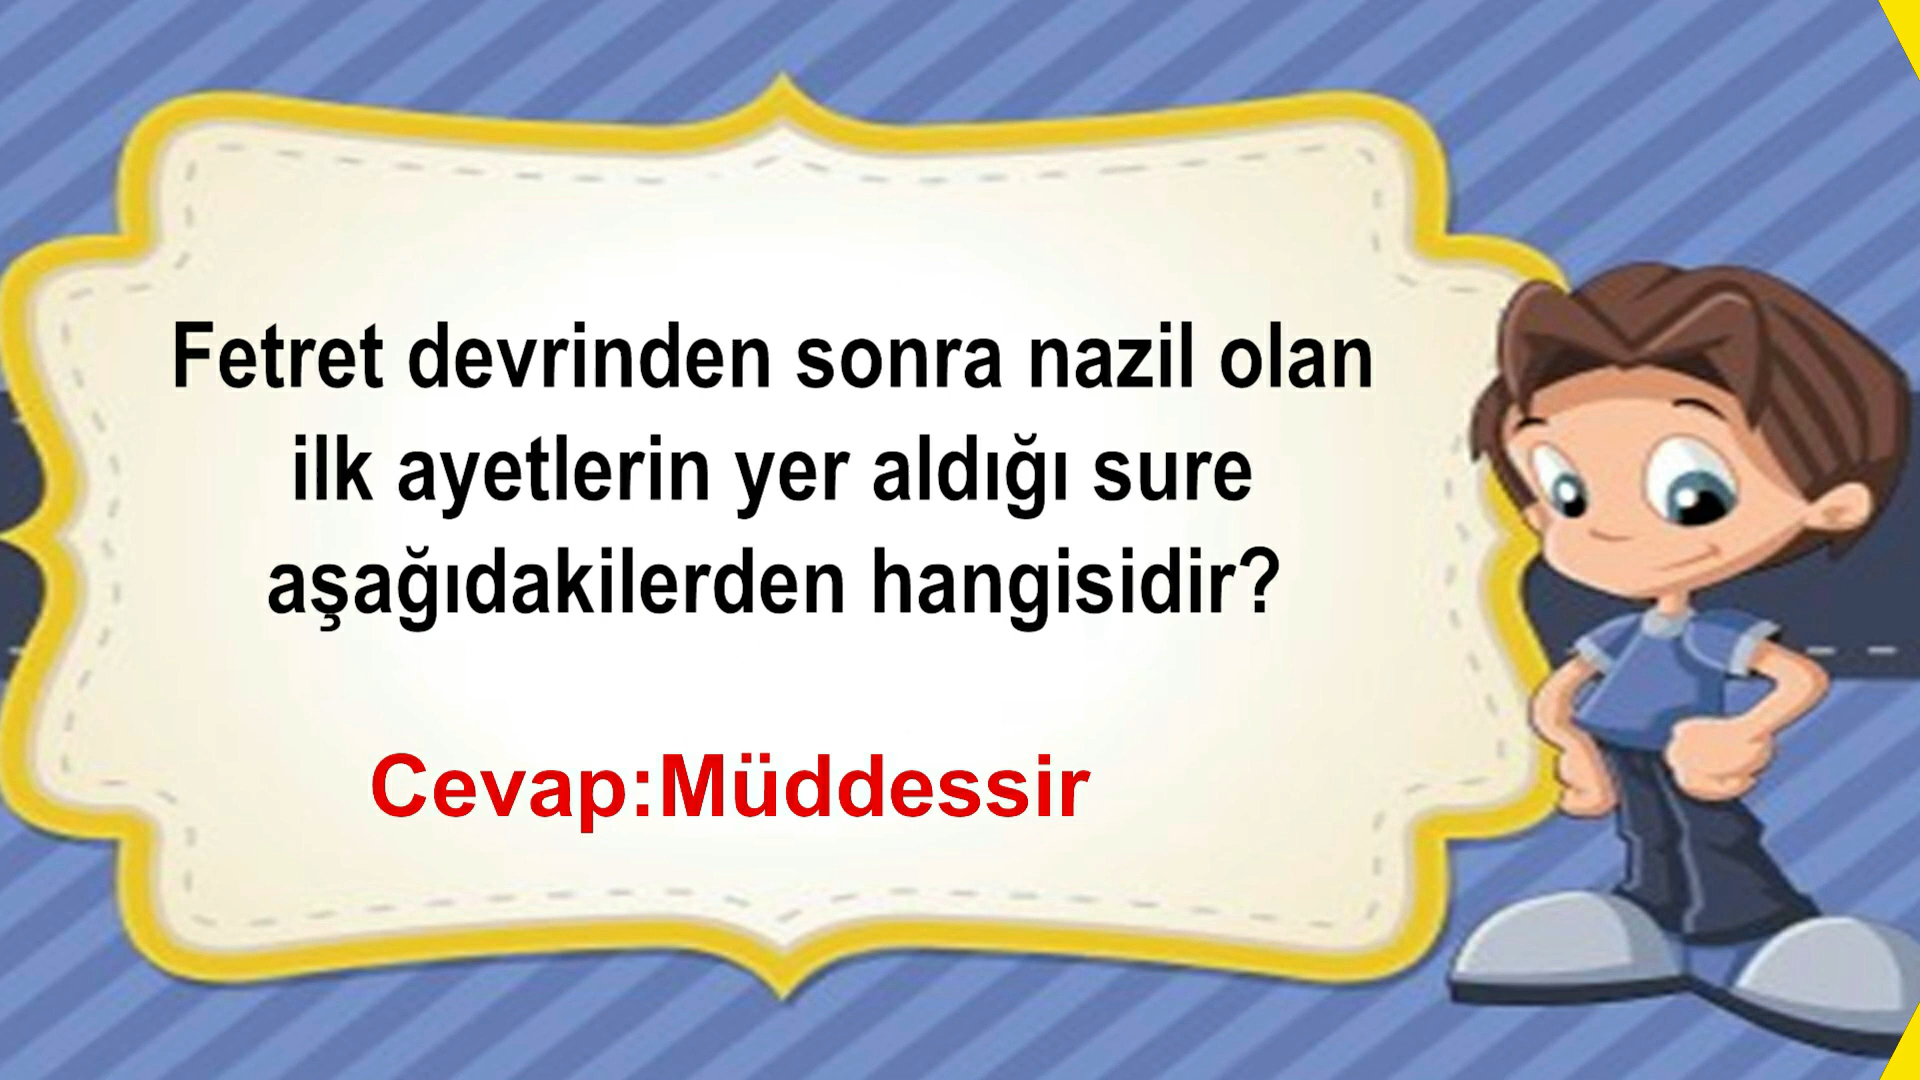 Fetret devrinden sonra nazil olan
ilk ayetlerin yer aldığı sure
aşağıdakilerden hangisidir?
Cevap:Müddessir